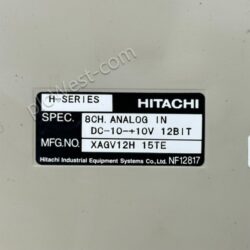 H-SERIES HITACHI
SPEC. 8CH. ANALOG IN
DC-10-+10V 12BIT
MFG.NO. XAGV12H 15TE
Hitachi Industrial Equipment Systems Co., Ltd. NF12817